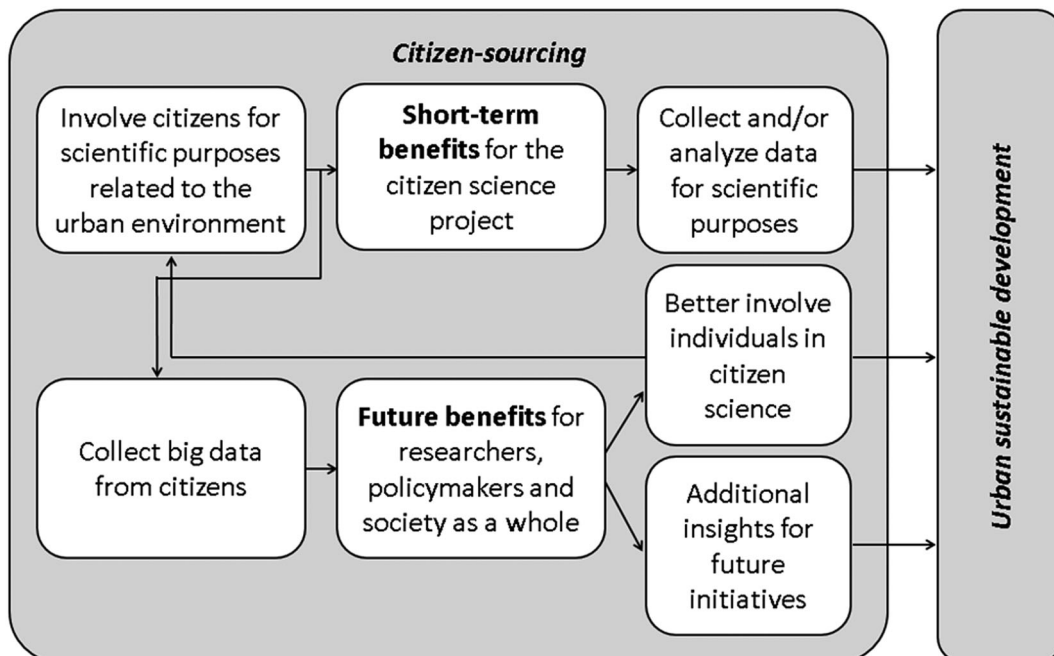 Citizen-sourcing
Involve citizens for
scientific purposes
related to the
urban environment
Short-term
benefits for the
citizen science
project
Collect and/or
analyze data
for scientific
purposes
Better involve
individuals in
citizen
science
Collect big data
from citizens
Future benefits for
researchers,
policymakers and
society as a whole
Additional
insights for
future
initiatives
Urban sustainable development